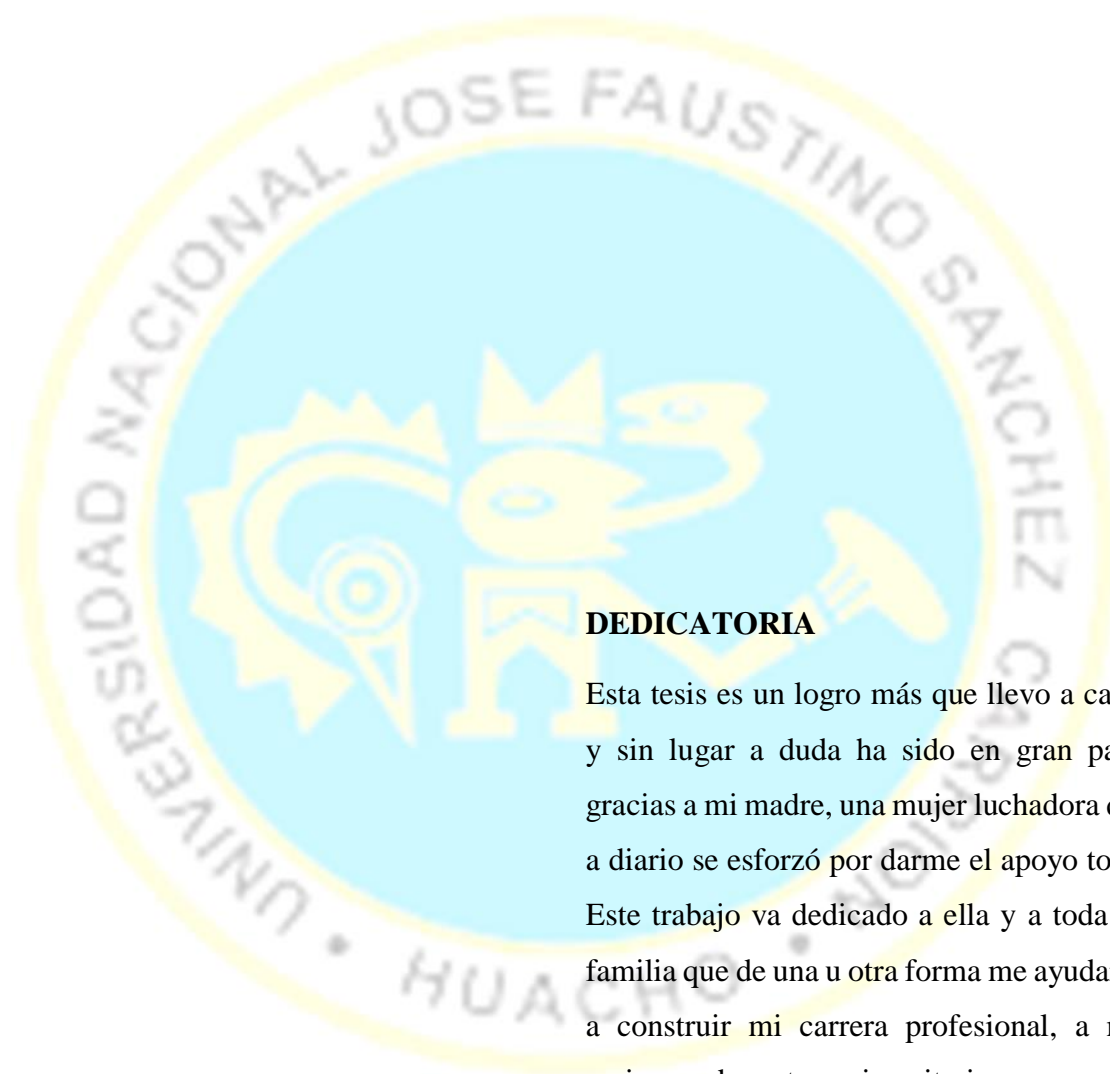 UNIVERSIDAD NACIONAL JOSE FAUSTINO SANCHEZ CARRION • HUACHO •
DEDICATORIA
Esta tesis es un logro más que llevo a
y sin lugar a duda ha sido en gran
gracias a mi madre, una mujer luchadora
a diario se esforzó por darme el apoyo
Este trabajo va dedicado a ella y a toda
familia que de una u otra forma me
a construir mi carrera profesional, a